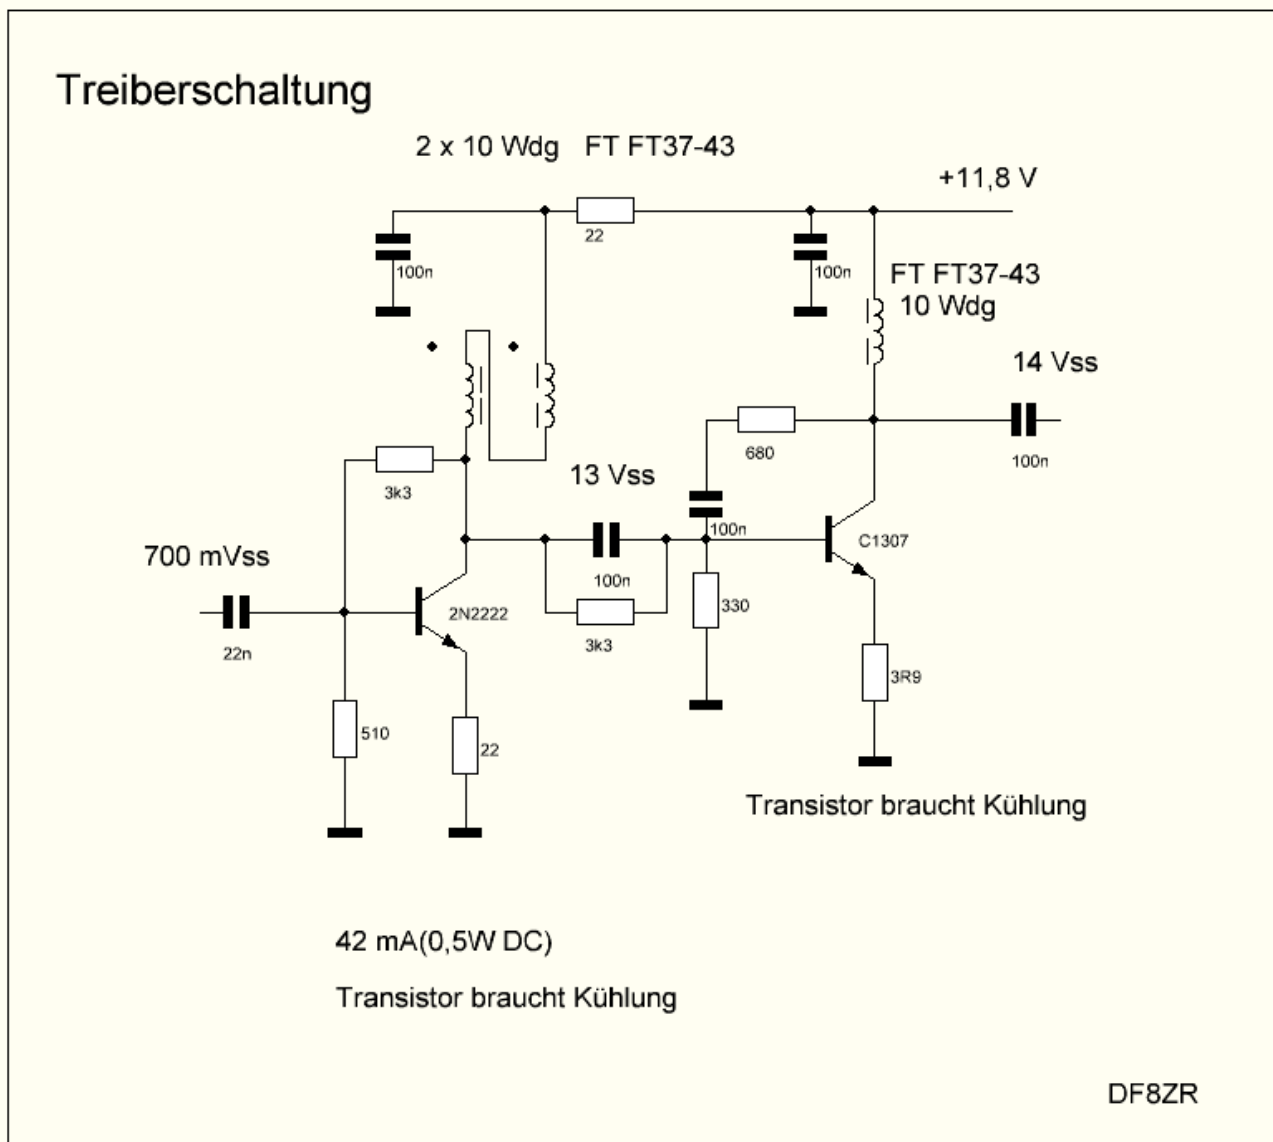 Treiberschaltung
2 x 10 Wdg FT FT37-43
+11,8 V
22
100n
100n
FT FT37-43
10 Wdg
14 Vss
680
100n
3k3
13 Vss
100n
C1307
700 mVss
100n
330
2N2222
22n
3k3
3R9
510
22
Transistor braucht Kühlung
42 mA(0,5W DC)
Transistor braucht Kühlung
DF8ZR